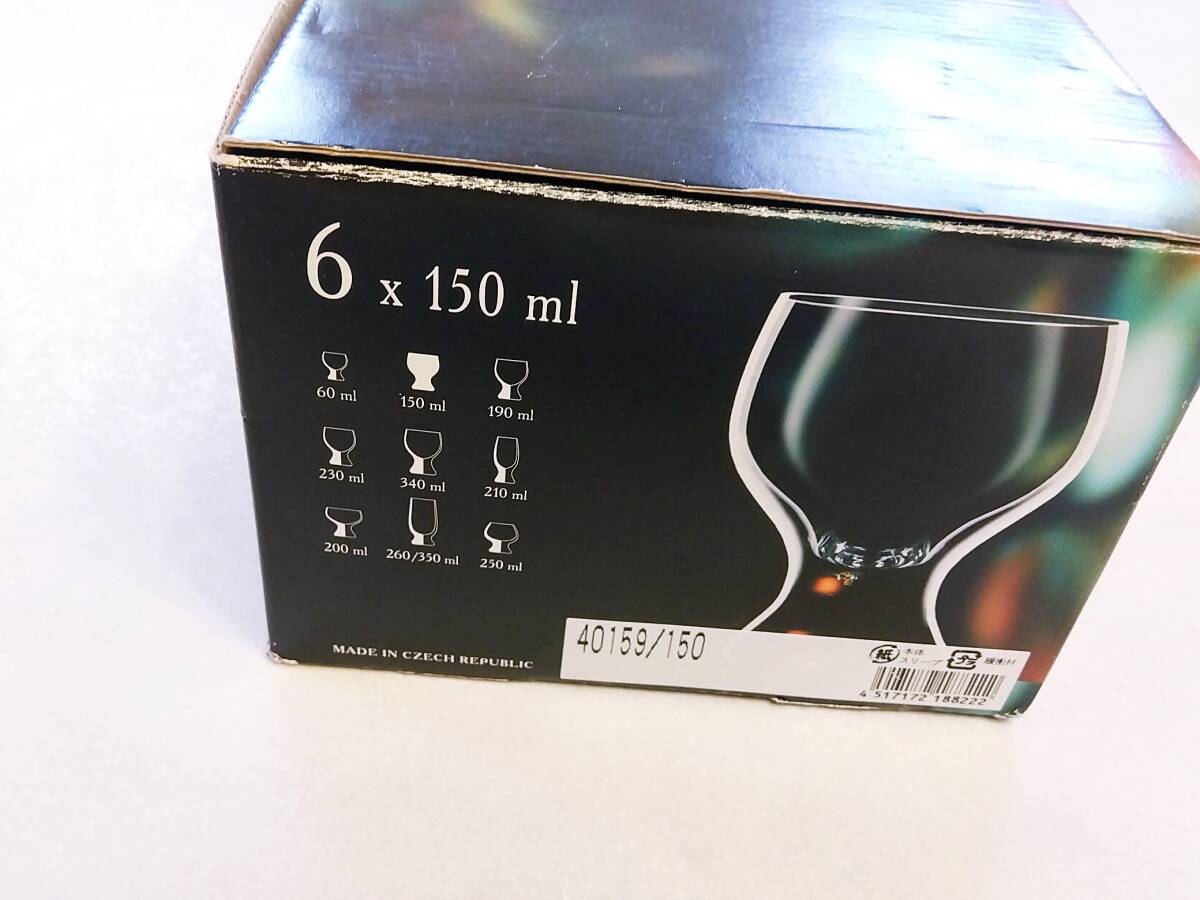 6 x 150 ml
60 ml
150 ml
190 ml
230 ml
340 ml
210 ml
200 ml
260/350 ml
250 ml
MADE IN CZECH REPUBLIC
40159/150
紙 本体
スリーブ
プラ 緩衝材
4 517172 188222